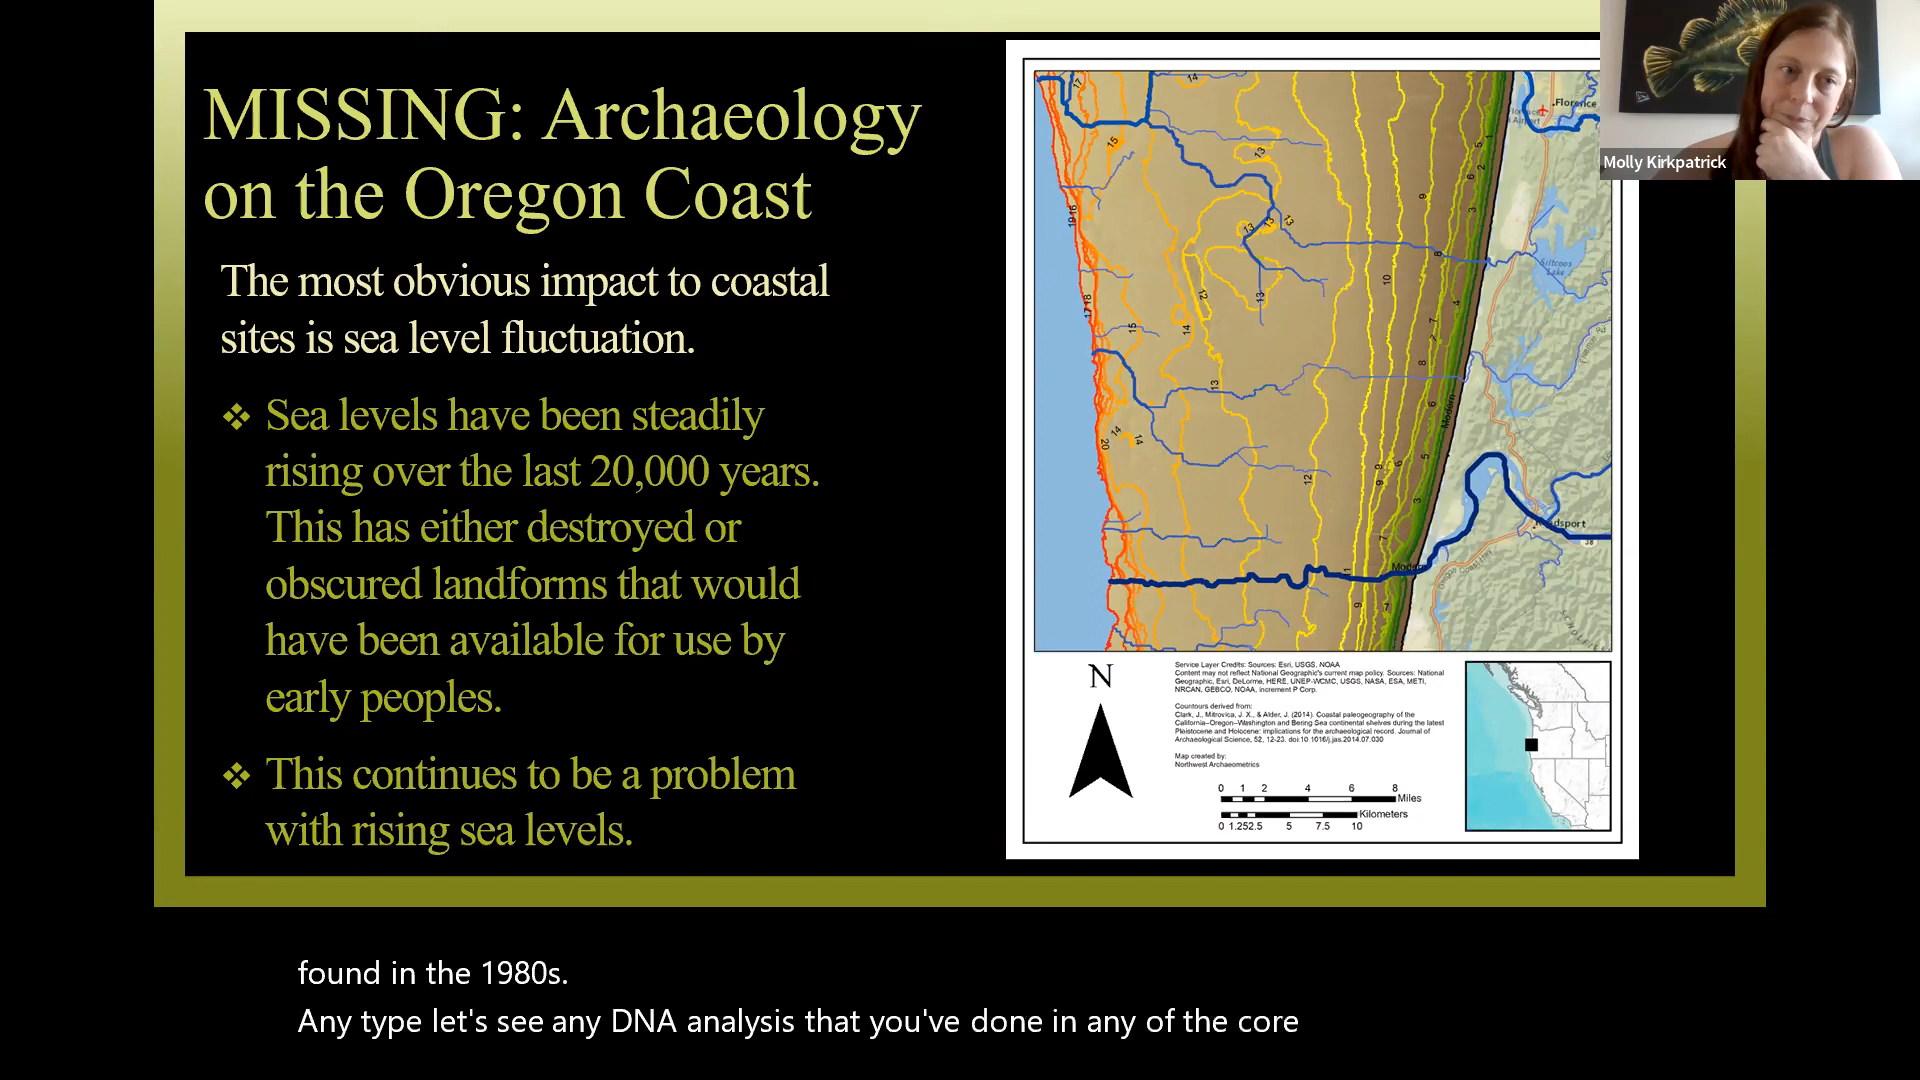 MISSING: Archaeology
on the Oregon Coast
The most obvious impact to coastal
sites is sea level fluctuation.
❖ Sea levels have been steadily
rising over the last 20,000 years.
This has either destroyed or
obscured landforms that would
have been available for use by
early peoples.
❖ This continues to be a problem
with rising sea levels.
Florence
Siltcoos
Lake
Modern
N
Service Layer Credits: Sources: Esri, USGS, NOAA
Content may not reflect National Geographic's current map policy. Sources: National
Geographic, Esri, DeLorme, HERE, UNEP-WCMC, USGS, NASA, ESA, METI,
NRCAN, GEBCO, NOAA, increment P Corp.
Countours derived from:
Clark, J., Mitrovica, J. X., & Alder, J. (2014). Coastal paleogeography of the
California–Oregon–Washington and Bering Sea continental shelves during the latest
Pleistocene and Holocene: implications for the archaeological record. Journal of
Archaeological Science, 52, 12-23. doi:10.1016/j.jas.2014.07.030
Map created by:
Northwest Archaeometrics
0 1 2 4 6 8
Miles
Kilometers
0 1.25 2.5 5 7.5 10
Molly Kirkpatrick
found in the 1980s.
Any type let's see any DNA analysis that you've done in any of the core